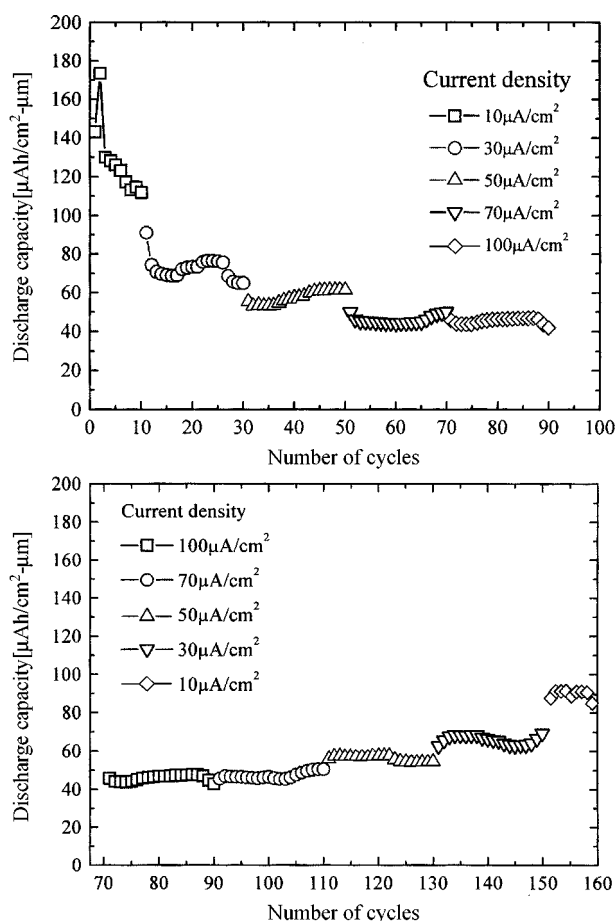 200
180
160
140
120
100
80
60
40
20
0
Discharge capacity[µAh/cm²-µm]
Current density
10µA/cm²
30µA/cm²
50µA/cm²
70µA/cm²
100µA/cm²
0 10 20 30 40 50 60 70 80 90 100
Number of cycles
200
180
160
140
120
100
80
60
40
20
0
Discharge capacity[µAh/cm²-µm]
Current density
100µA/cm²
70µA/cm²
50µA/cm²
30µA/cm²
10µA/cm²
70 80 90 100 110 120 130 140 150 160
Number of cycles